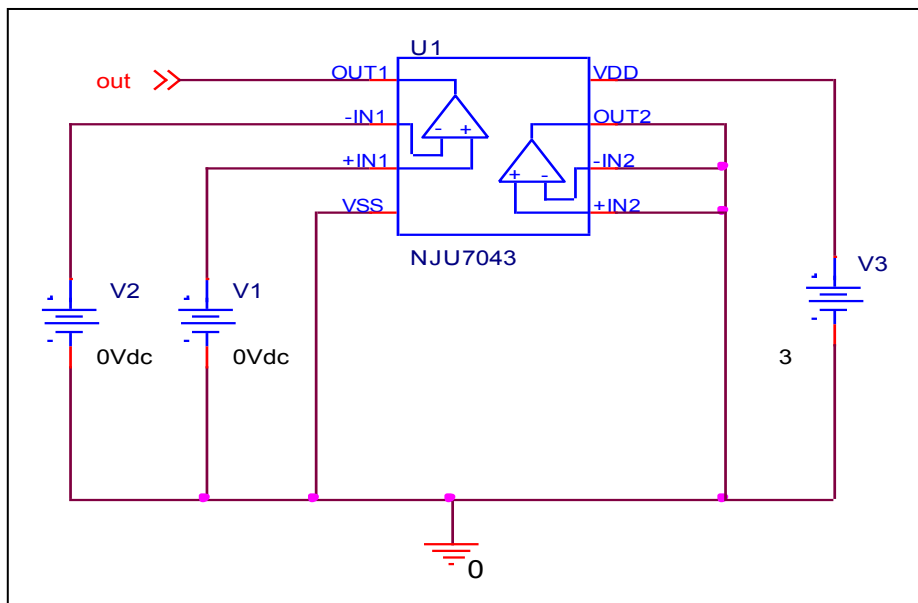 U1
out
OUT1
VDD
-IN1
OUT2
- +
+IN1
-IN2
+ -
VSS
+IN2
NJU7043
V2
V1
V3
+
-
+
-
+
-
0Vdc
0Vdc
3
0